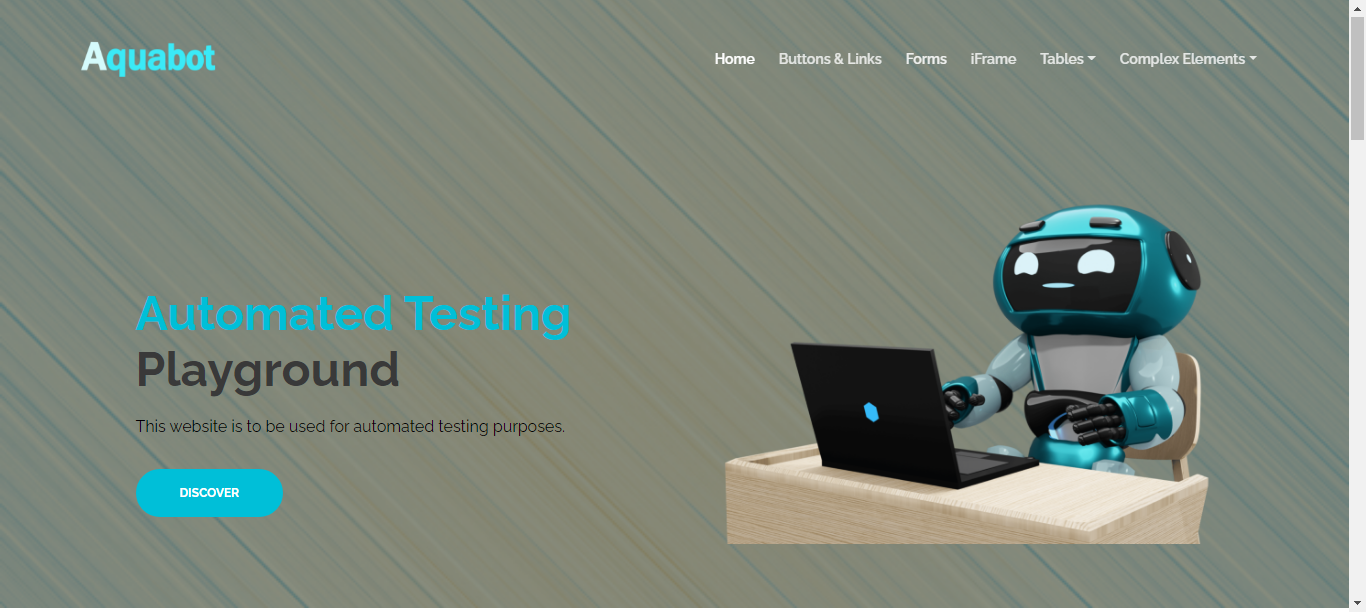 Aquabot
Home Buttons & Links Forms iFrame Tables Complex Elements
Automated Testing
Playground
This website is to be used for automated testing purposes.
DISCOVER